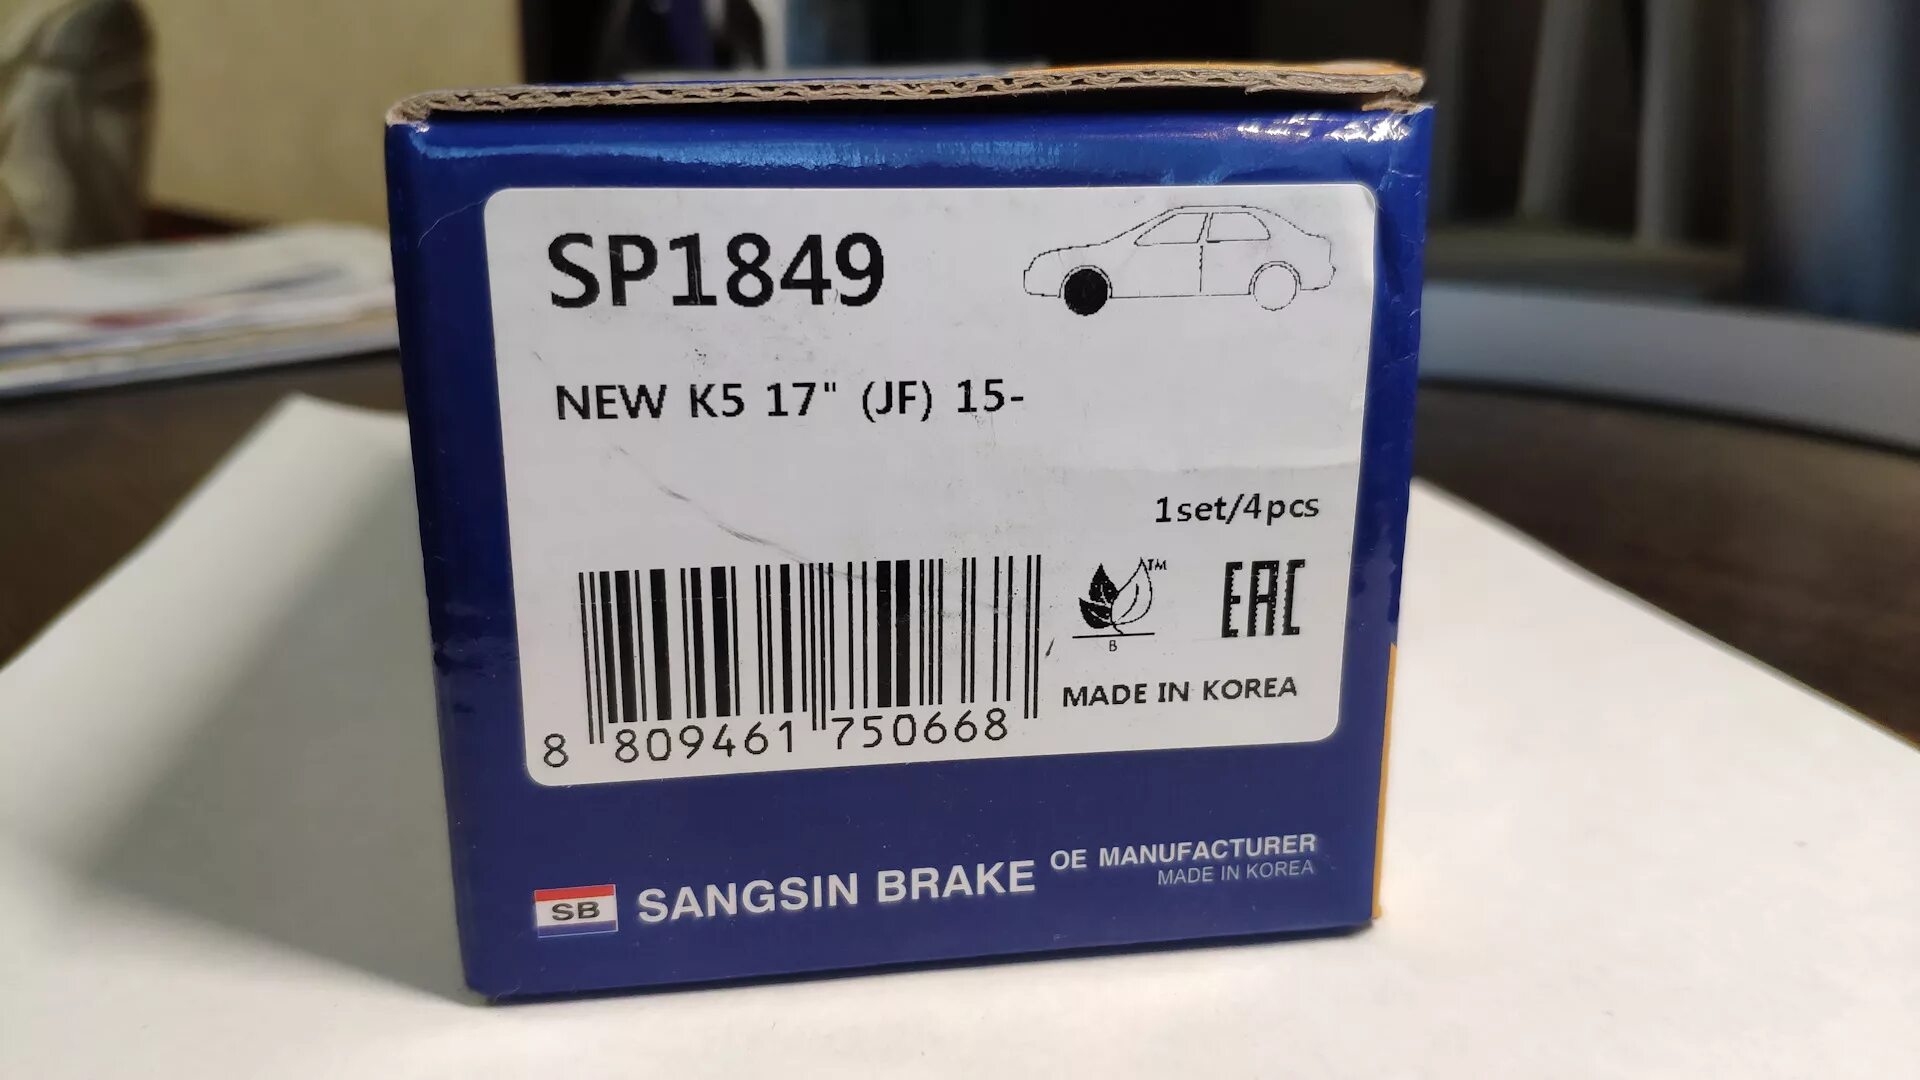 SP1849
NEW K5 17" (JF) 15-
1set/4pcs
TM
B
EAC
MADE IN KOREA
8 809461 750668
SB SANGSIN BRAKE OE MANUFACTURER
MADE IN KOREA